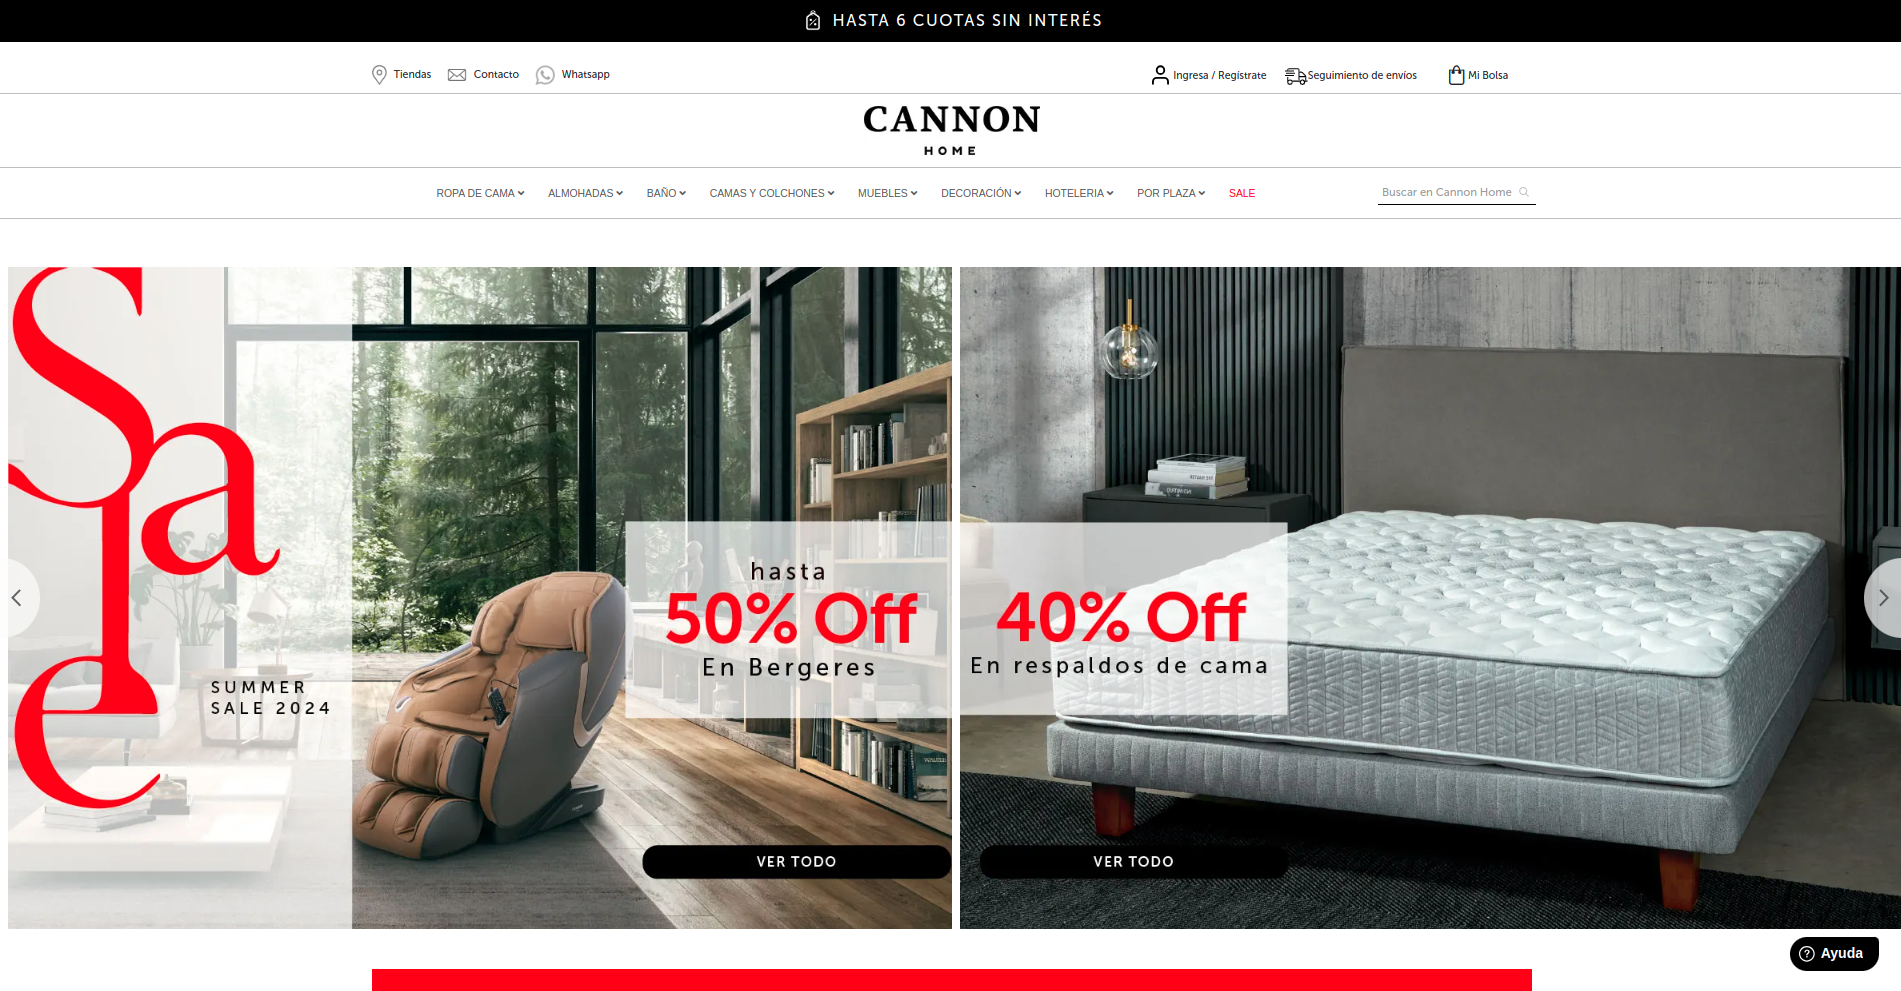 HASTA 6 CUOTAS SIN INTERÉS
Tiendas
Contacto
Whatsapp
Ingresa / Regístrate
Seguimiento de envíos
Mi Bolsa
CANNON
HOME
ROPA DE CAMA
ALMOHADAS
BAÑO
CAMAS Y COLCHONES
MUEBLES
DECORACIÓN
HOTELERIA
POR PLAZA
SALE
Buscar en Cannon Home
Sale
SUMMER
SALE 2024
hasta
50% Off
En Bergeres
VER TODO
40% Off
En respaldos de cama
VER TODO
Ayuda